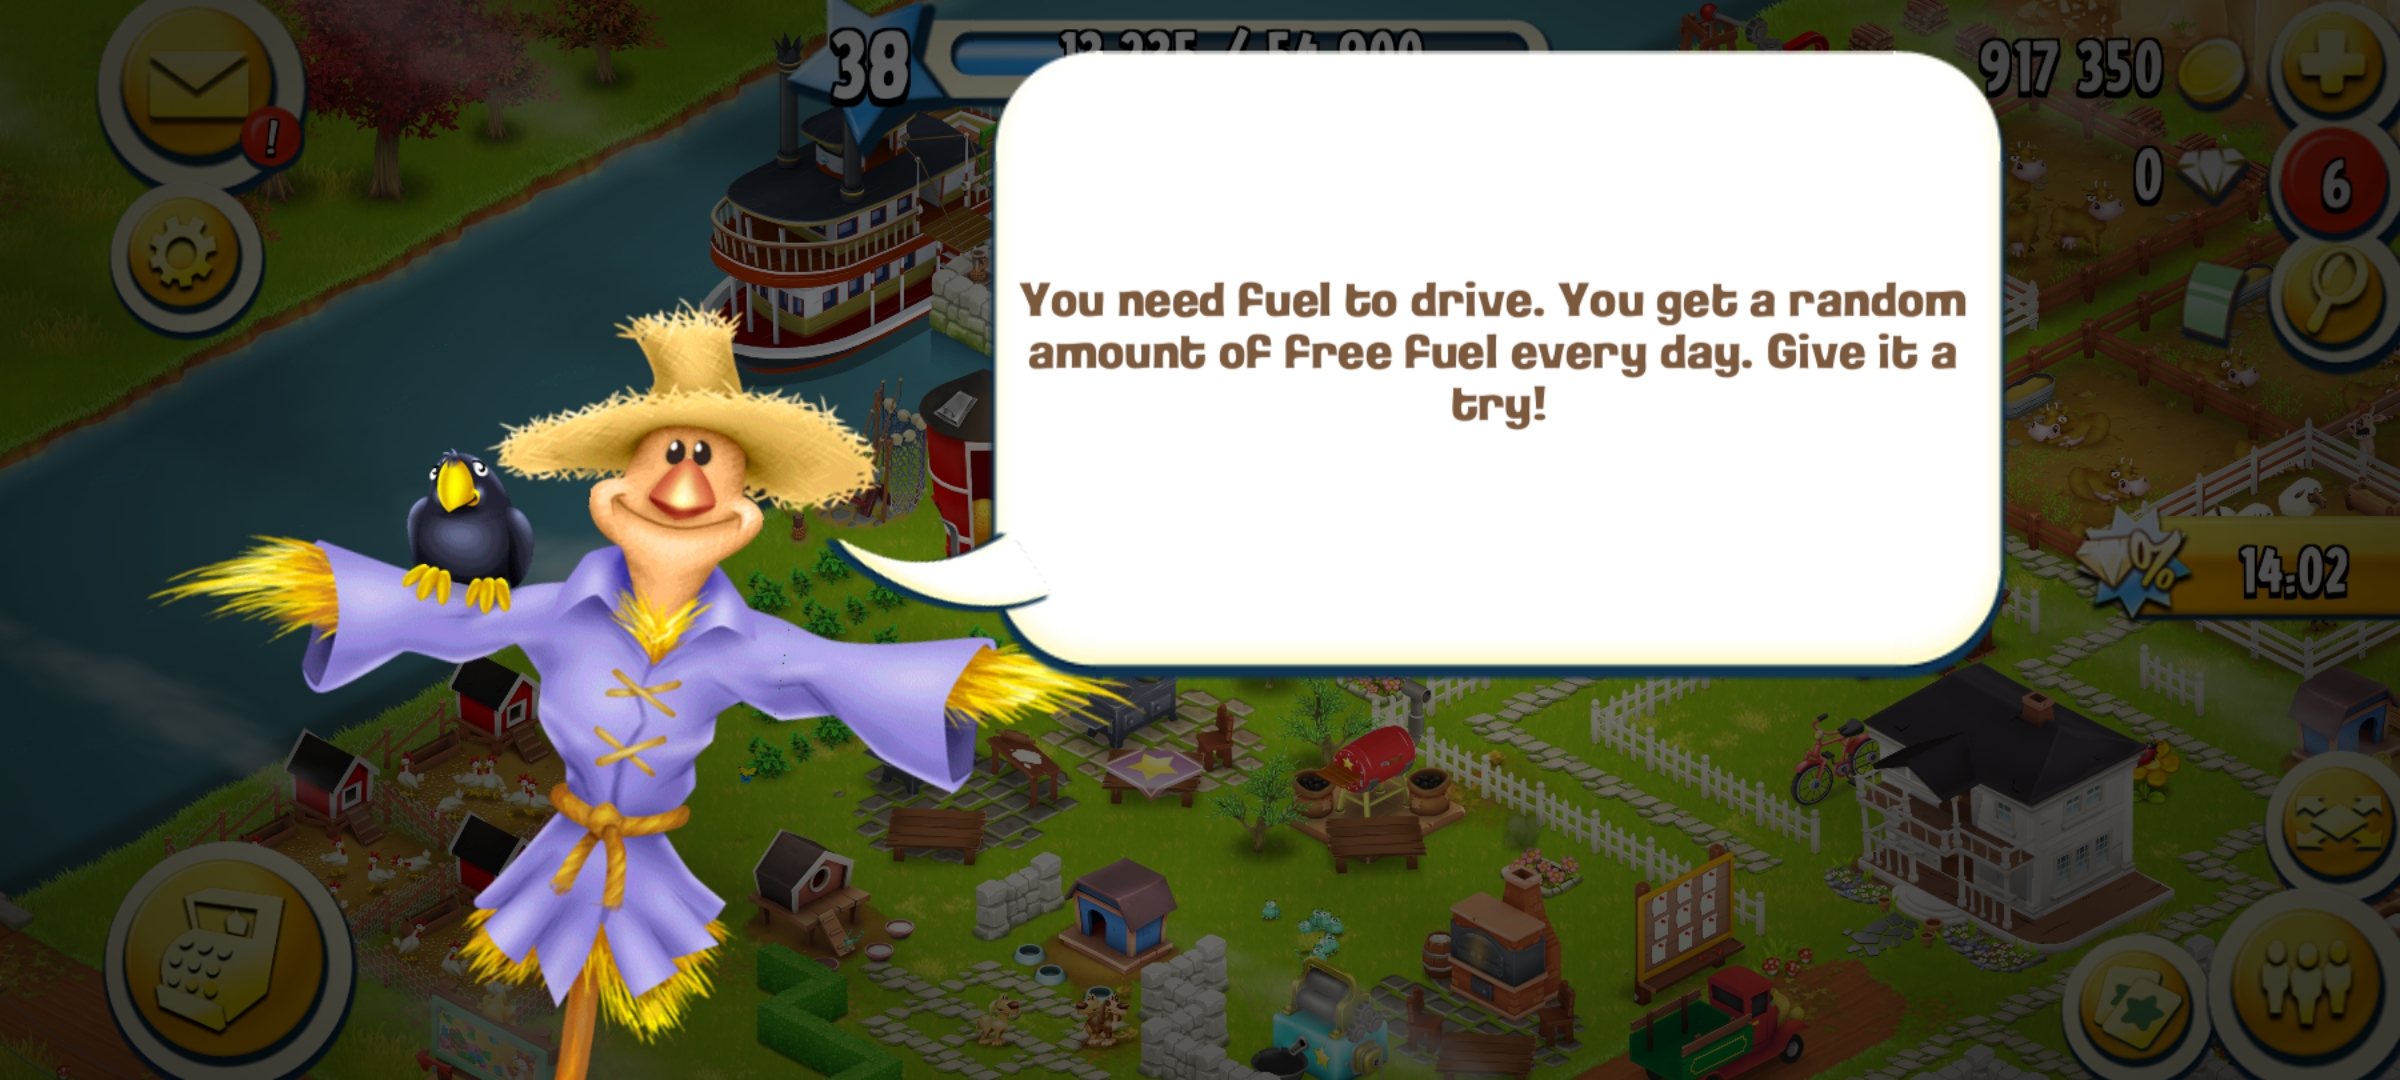 38
917 350
0
6
You need fuel to drive. You get a random
amount of free fuel every day. Give it a
try!
%
14:02